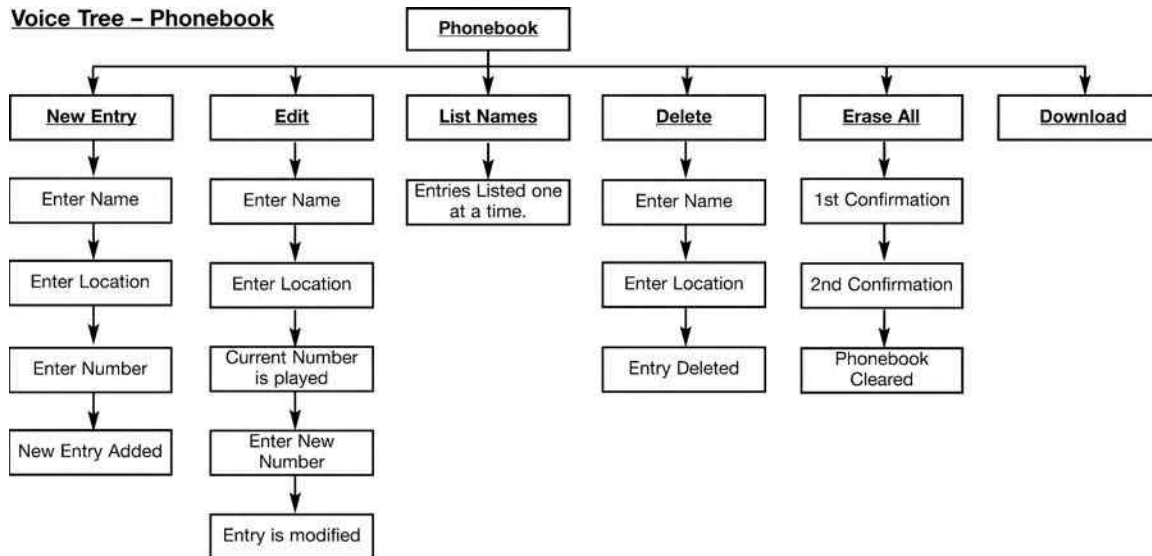 Voice Tree – Phonebook
Phonebook
New Entry
Enter Name
Enter Location
Enter Number
New Entry Added
Edit
Enter Name
Enter Location
Current Number
is played
Enter New
Number
Entry is modified
List Names
Entries Listed one
at a time.
Delete
Enter Name
Enter Location
Entry Deleted
Erase All
1st Confirmation
2nd Confirmation
Phonebook
Cleared
Download